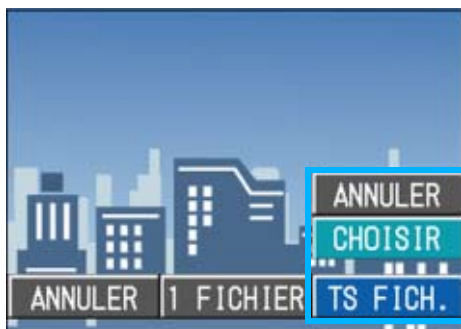 ANNULER
CHOISIR
ANNULER 1 FICHIER TS FICH.